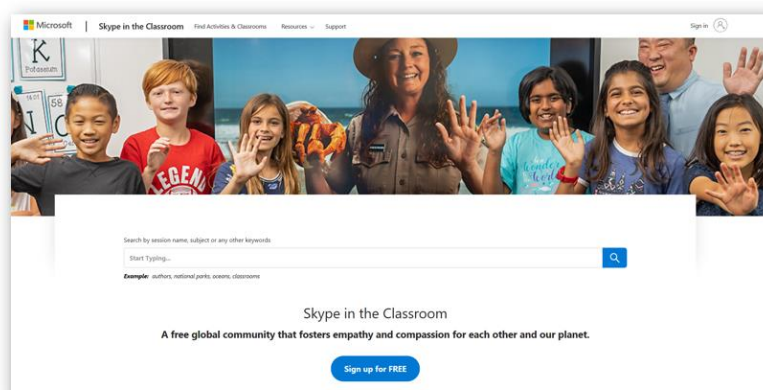 Microsoft | Skype in the Classroom Find Activities & Classrooms Resources Support Sign in
K
Potassium
58
LEGEND
wonder
Search by session name, subject or any other keywords
Start Typing...
Example: authors, national parks, oceans, classrooms
Skype in the Classroom
A free global community that fosters empathy and compassion for each other and our planet.
Sign up for FREE